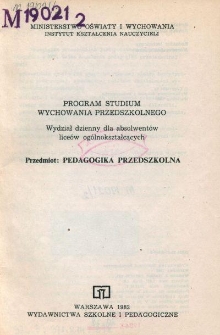 M 19021 2
MINISTERSTWO OŚWIATY I WYCHOWANIA
INSTYTUT KSZTAŁCENIA NAUCZYCIELI
PROGRAM STUDIUM
WYCHOWANIA PRZEDSZKOLNEGO
Wydział dzienny dla absolwentów
liceów ogólnokształcących
Przedmiot: PEDAGOGIKA PRZEDSZKOLNA
WARSZAWA 1985
WYDAWNICTWA SZKOLNE I PEDAGOGICZNE